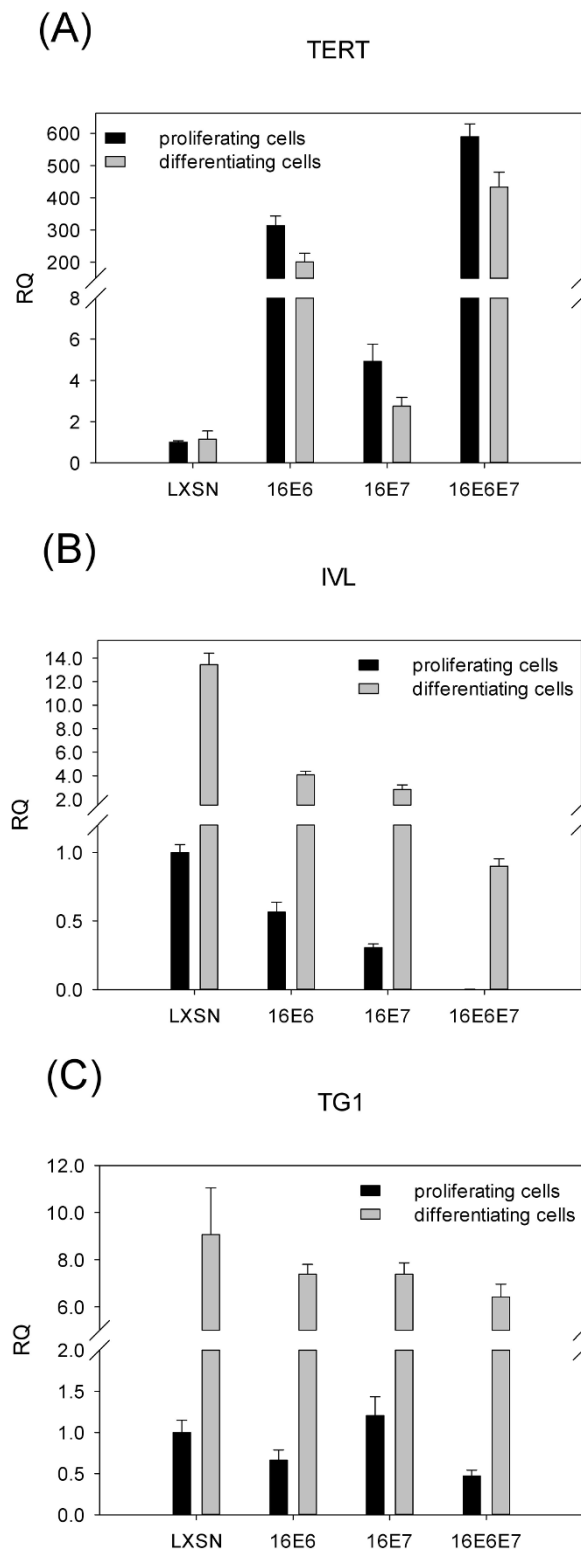 (A)
TERT
proliferating cells
differentiating cells
600
500
400
300
200
8
6
4
2
0
RQ
LXSN 16E6 16E7 16E6E7
(B)
IVL
proliferating cells
differentiating cells
14.0
12.0
10.0
8.0
6.0
4.0
2.0
1.0
0.5
0.0
RQ
LXSN 16E6 16E7 16E6E7
(C)
TG1
proliferating cells
differentiating cells
12.0
10.0
8.0
6.0
2.0
1.5
1.0
0.5
0.0
RQ
LXSN 16E6 16E7 16E6E7